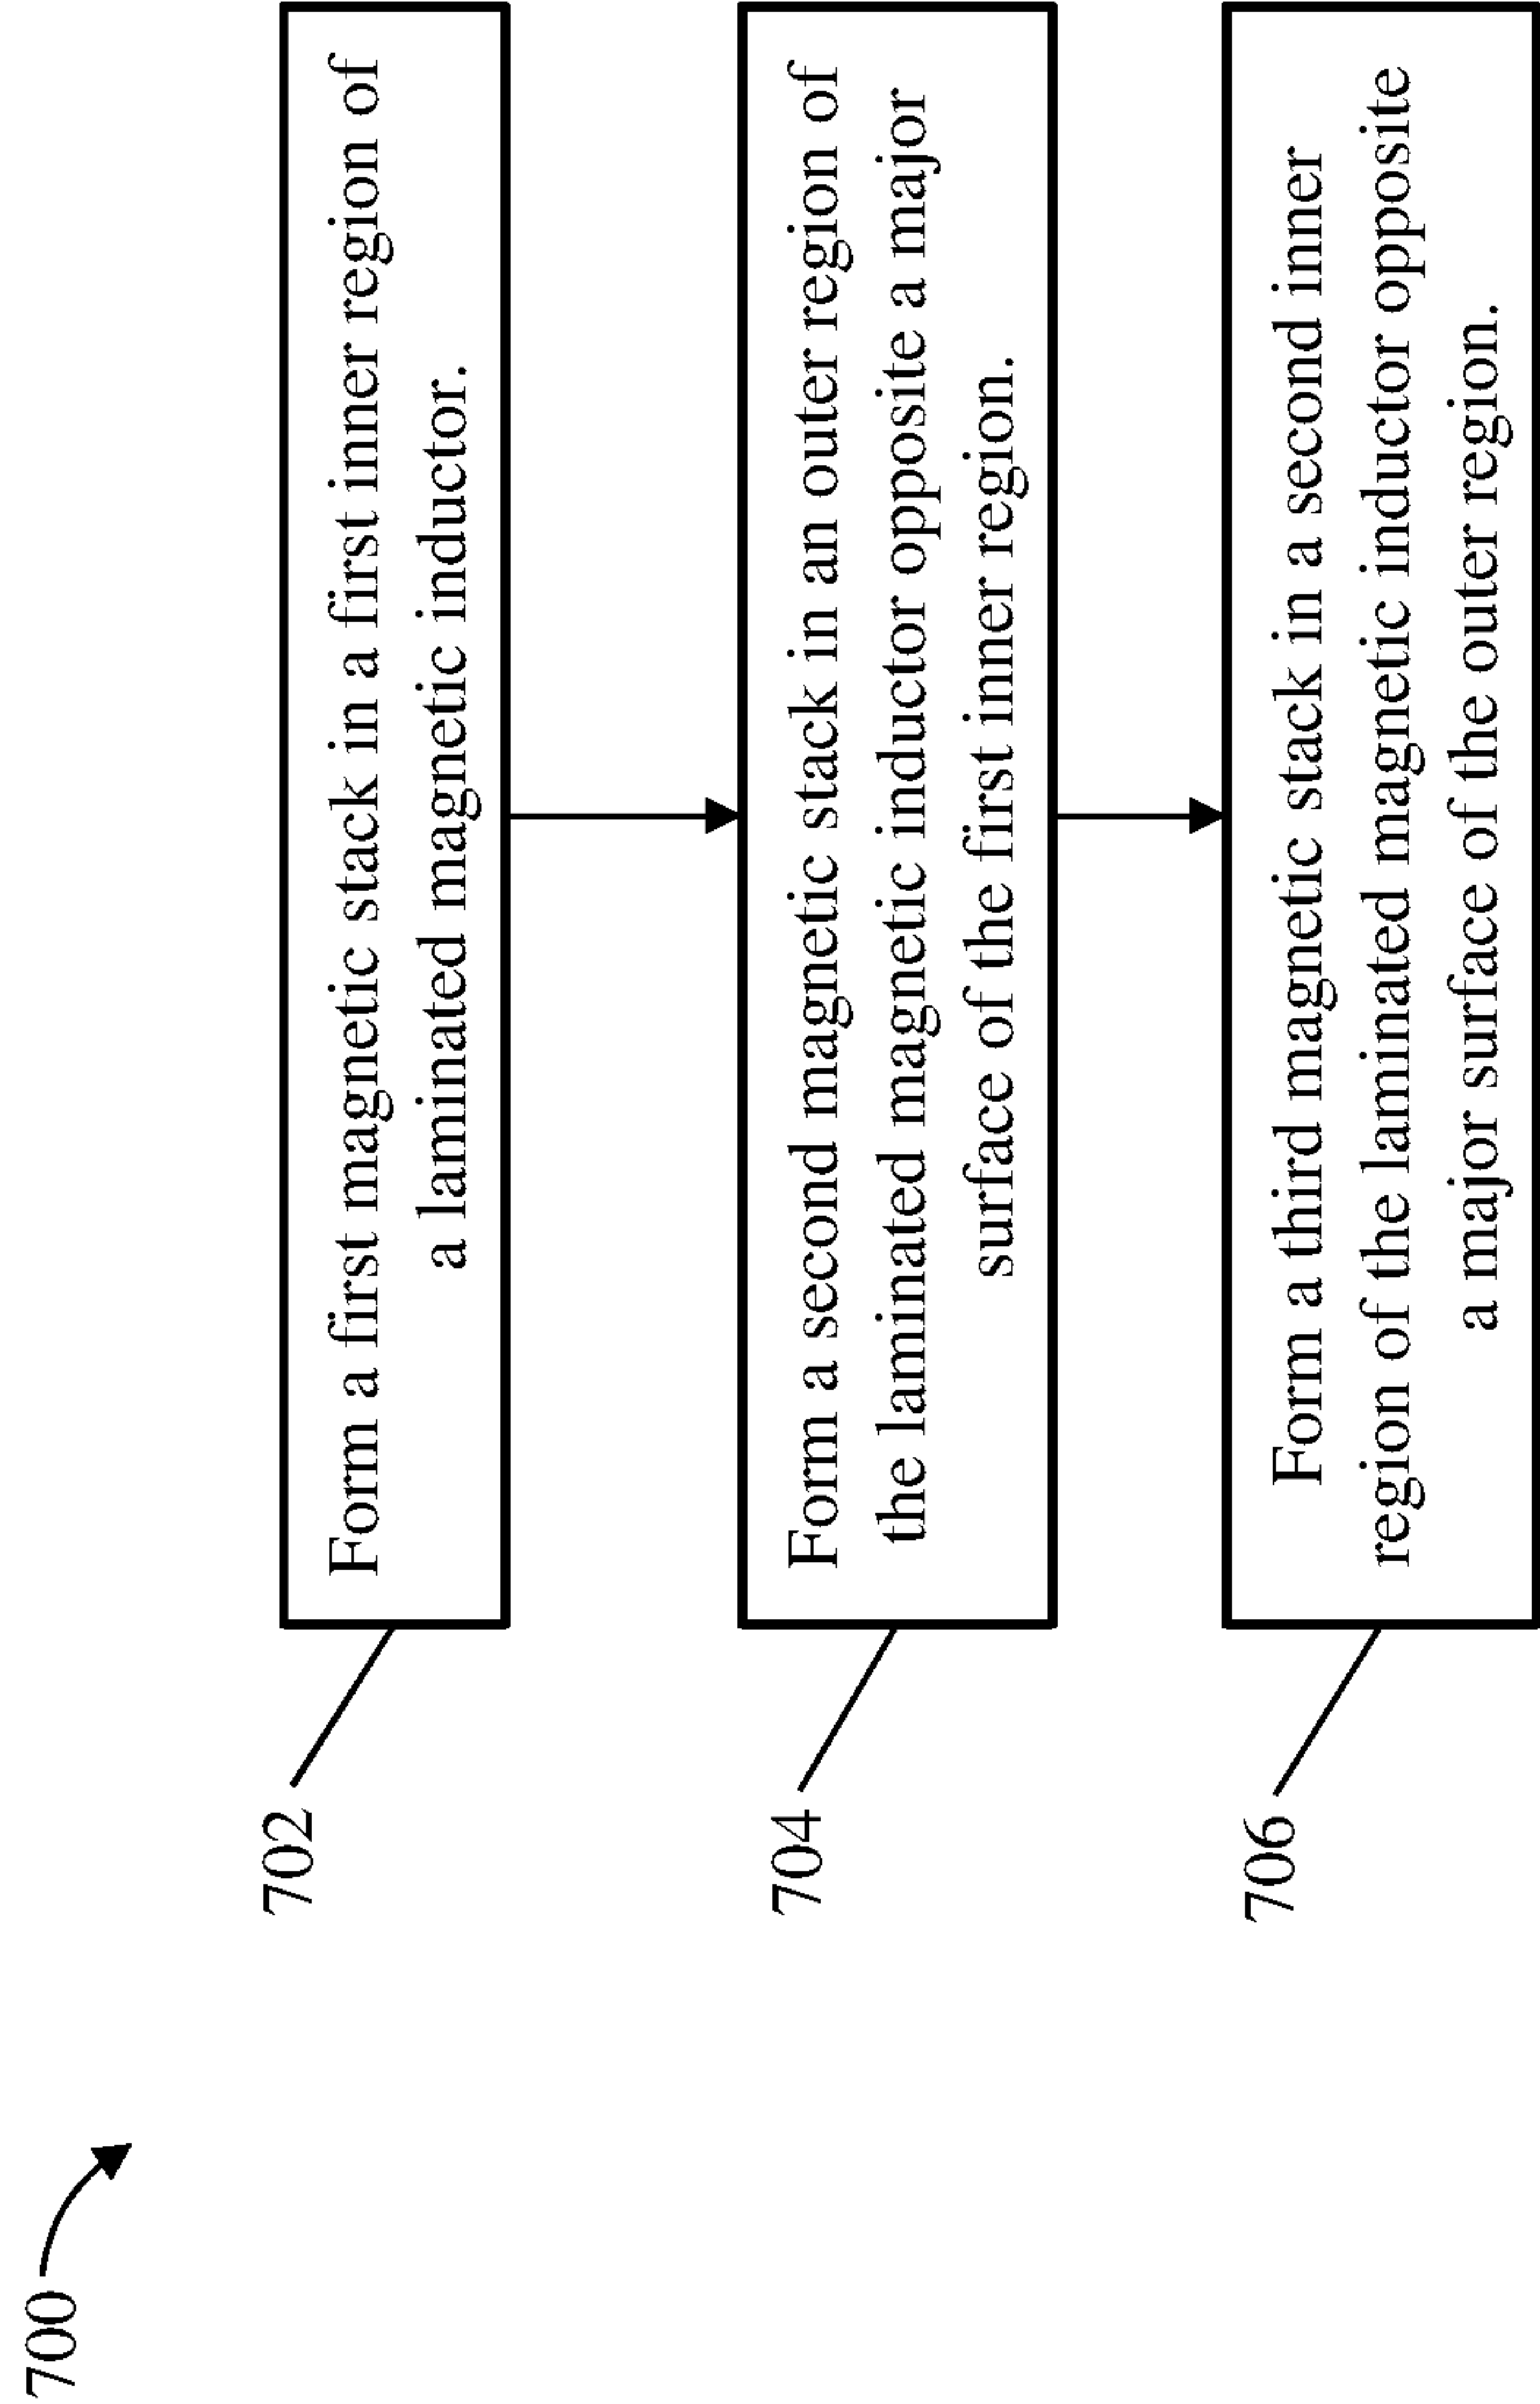 700
702
Form a first magnetic stack in a first inner region of
a laminated magnetic inductor.
704
Form a second magnetic stack in an outer region of
the laminated magnetic inductor opposite a major
surface of the first inner region.
706
Form a third magnetic stack in a second inner
region of the laminated magnetic inductor opposite
a major surface of the outer region.